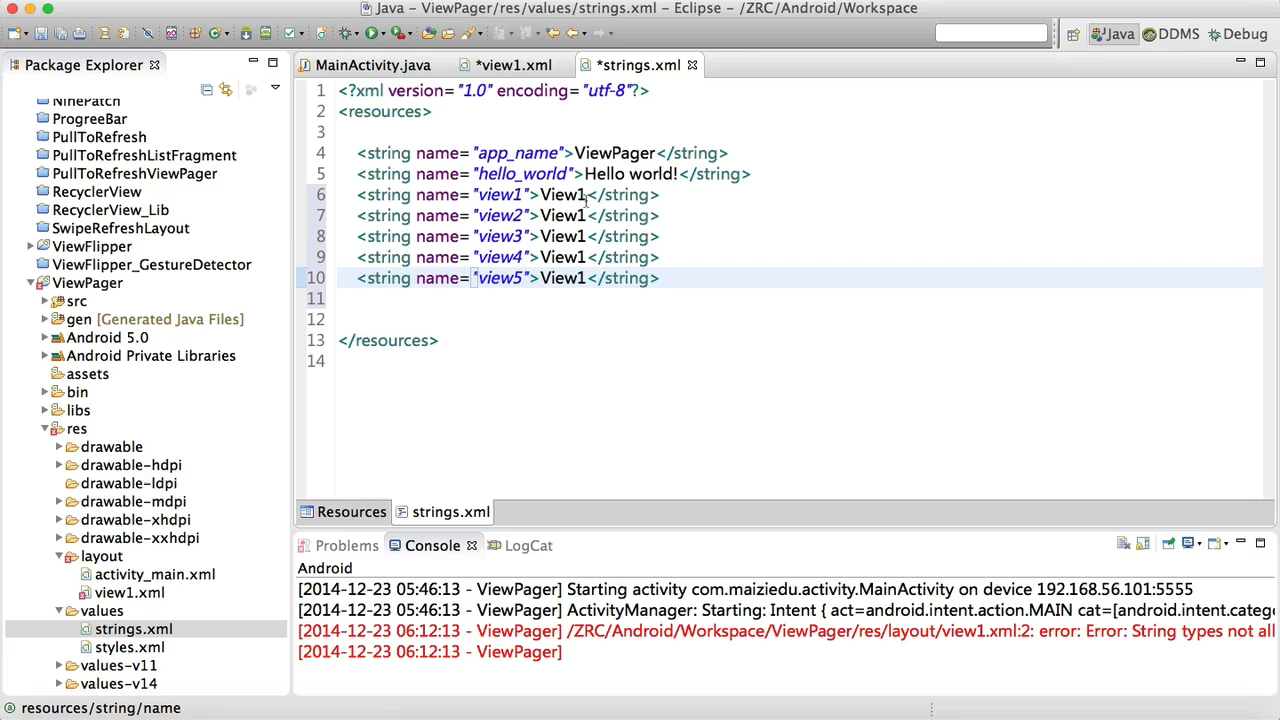 Java - ViewPager/res/values/strings.xml - Eclipse - /ZRC/Android/Workspace
Java
DDMS
Debug
Package Explorer
NinePatch
ProgreeBar
PullToRefresh
PullToRefreshListFragment
PullToRefreshViewPager
RecyclerView
RecyclerView_Lib
SwipeRefreshLayout
ViewFlipper
ViewFlipper_GestureDetector
ViewPager
src
gen [Generated Java Files]
Android 5.0
Android Private Libraries
assets
bin
libs
res
drawable
drawable-hdpi
drawable-ldpi
drawable-mdpi
drawable-xhdpi
drawable-xxhdpi
layout
activity_main.xml
view1.xml
values
strings.xml
styles.xml
values-v11
values-v14
MainActivity.java
*view1.xml
*strings.xml
1 <?xml version="1.0" encoding="utf-8"?>
2 <resources>
3
4 <string name="app_name">ViewPager</string>
5 <string name="hello_world">Hello world!</string>
6 <string name="view1">View1</string>
7 <string name="view2">View1</string>
8 <string name="view3">View1</string>
9 <string name="view4">View1</string>
10 <string name="view5">View1</string>
11
12
13 </resources>
14
Resources
strings.xml
Problems
Console
LogCat
Android
[2014-12-23 05:46:13 - ViewPager] Starting activity com.maiziedu.activity.MainActivity on device 192.168.56.101:5555
[2014-12-23 05:46:13 - ViewPager] ActivityManager: Starting: Intent { act=android.intent.action.MAIN cat=[android.intent.catego
[2014-12-23 06:12:13 - ViewPager] /ZRC/Android/Workspace/ViewPager/res/layout/view1.xml:2: error: Error: String types not all
[2014-12-23 06:12:13 - ViewPager]
resources/string/name